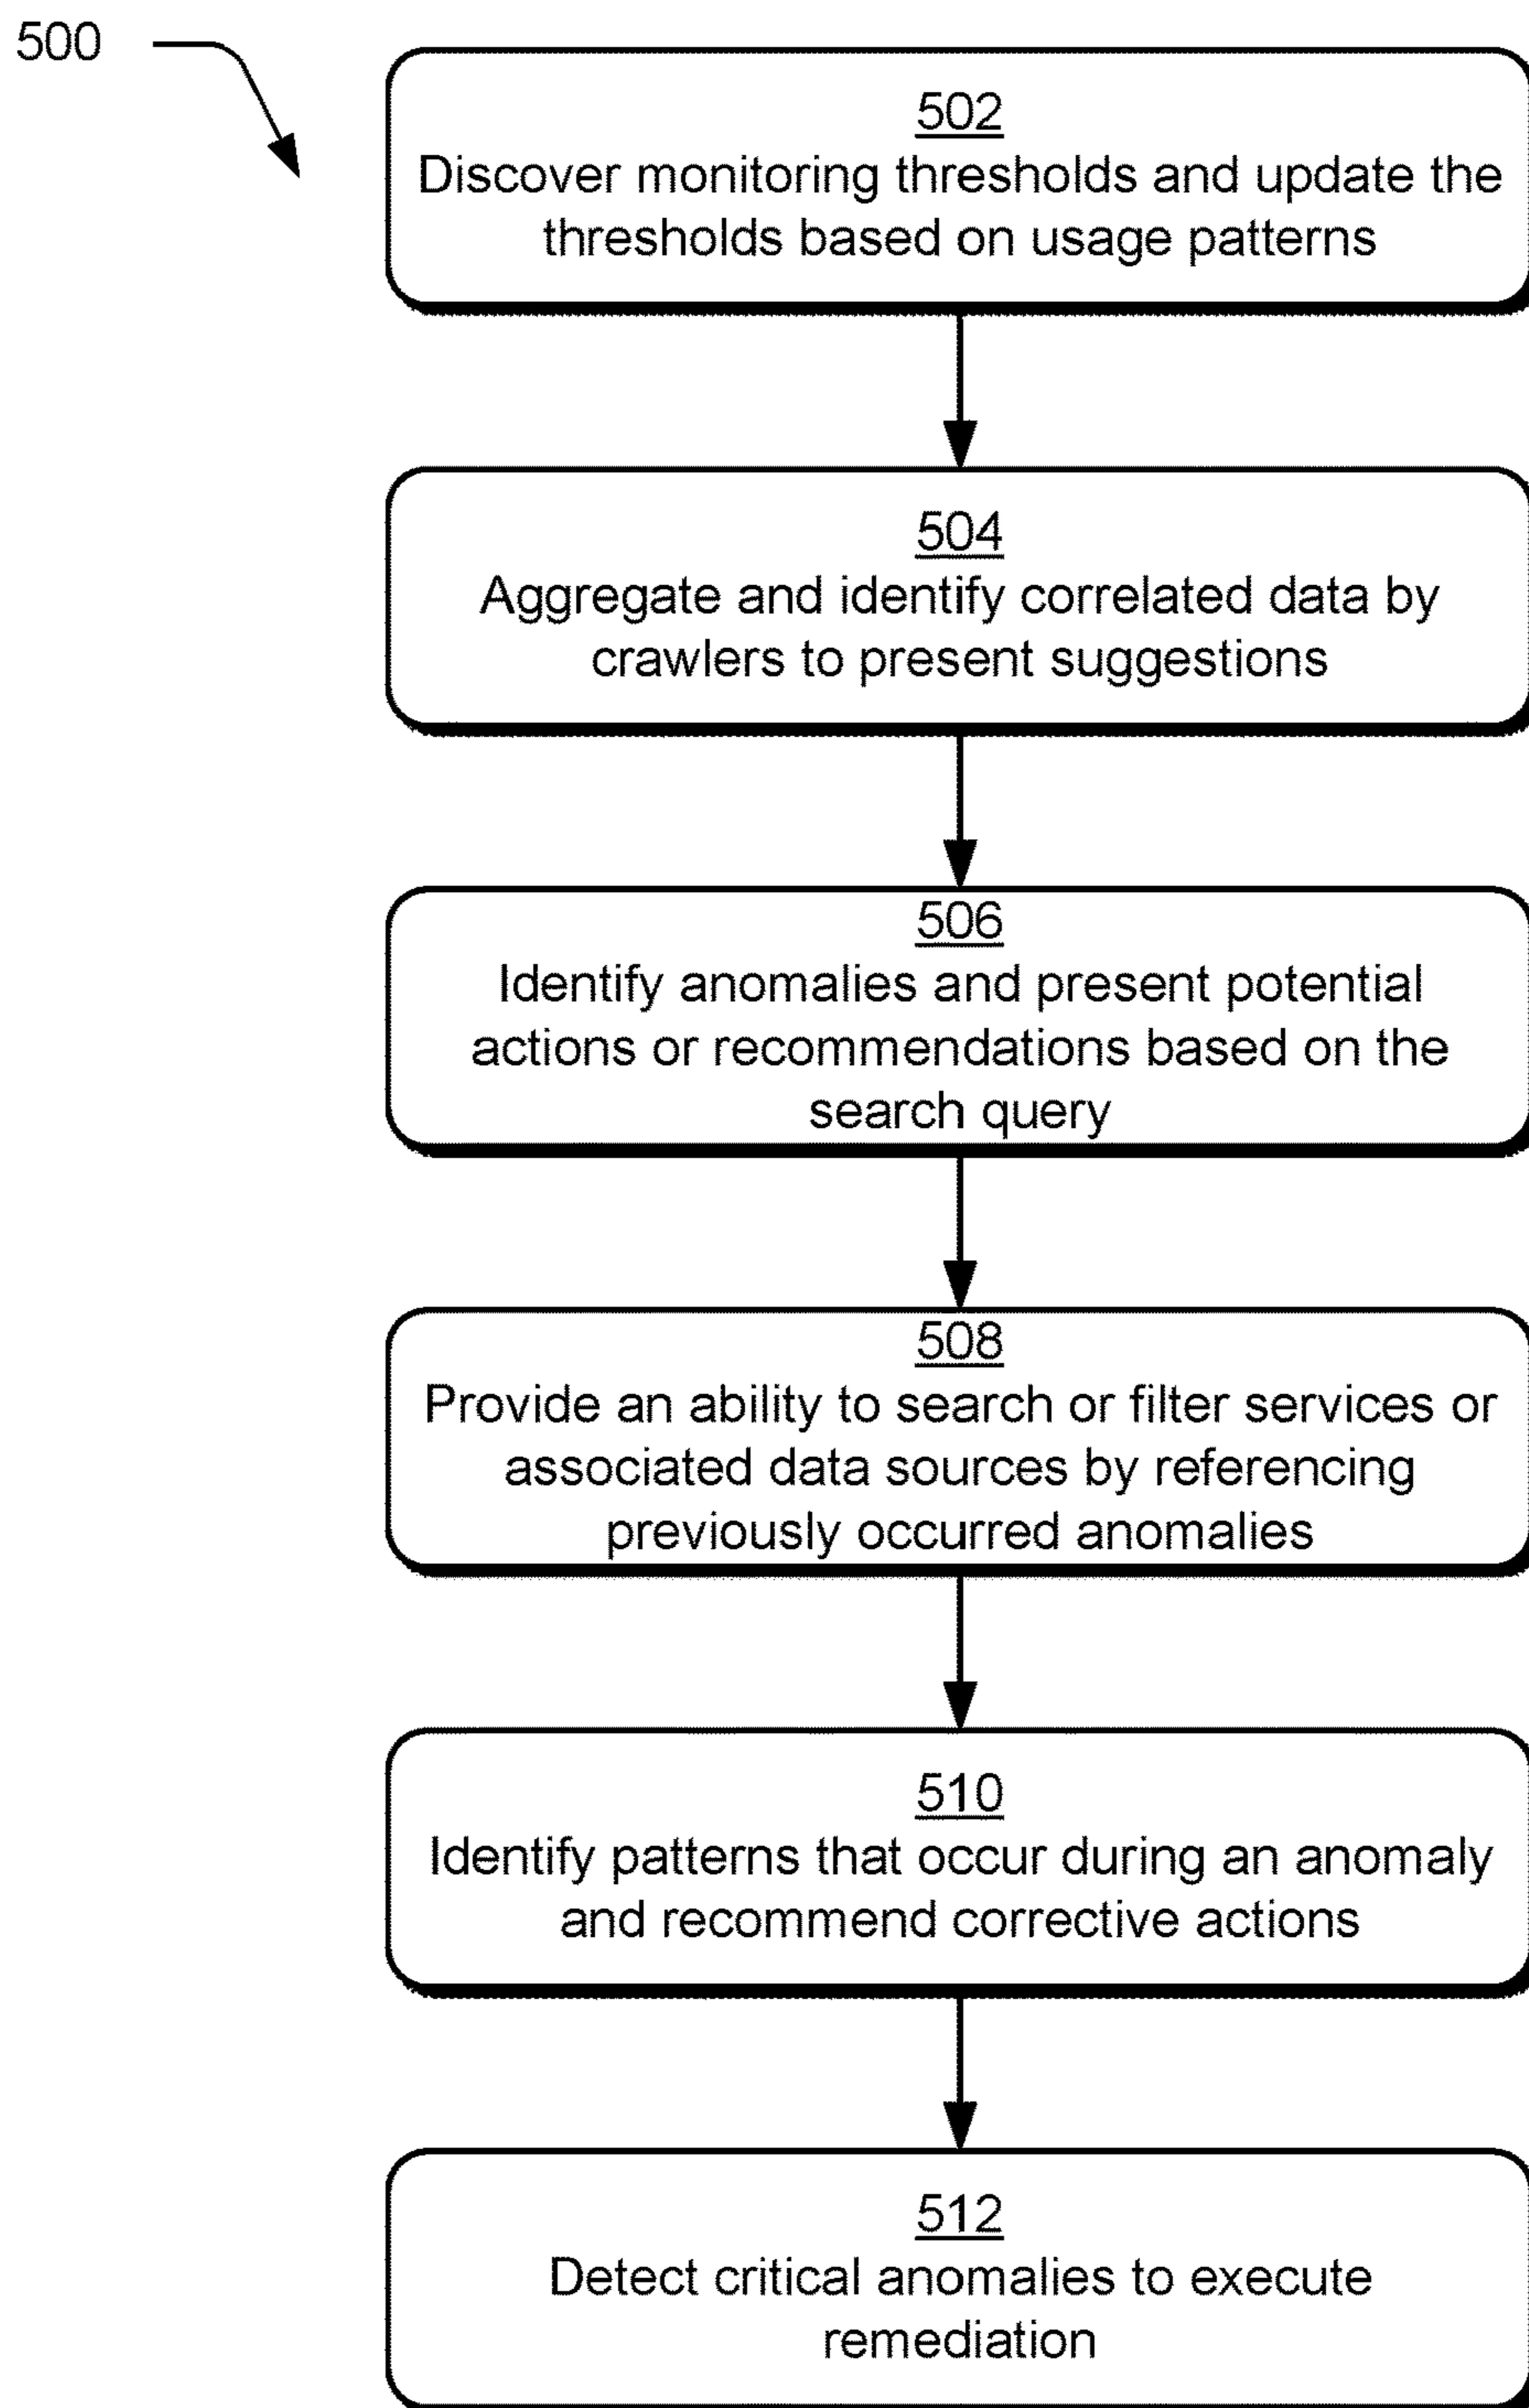 500
502
Discover monitoring thresholds and update the
thresholds based on usage patterns
504
Aggregate and identify correlated data by
crawlers to present suggestions
506
Identify anomalies and present potential
actions or recommendations based on the
search query
508
Provide an ability to search or filter services or
associated data sources by referencing
previously occurred anomalies
510
Identify patterns that occur during an anomaly
and recommend corrective actions
512
Detect critical anomalies to execute
remediation